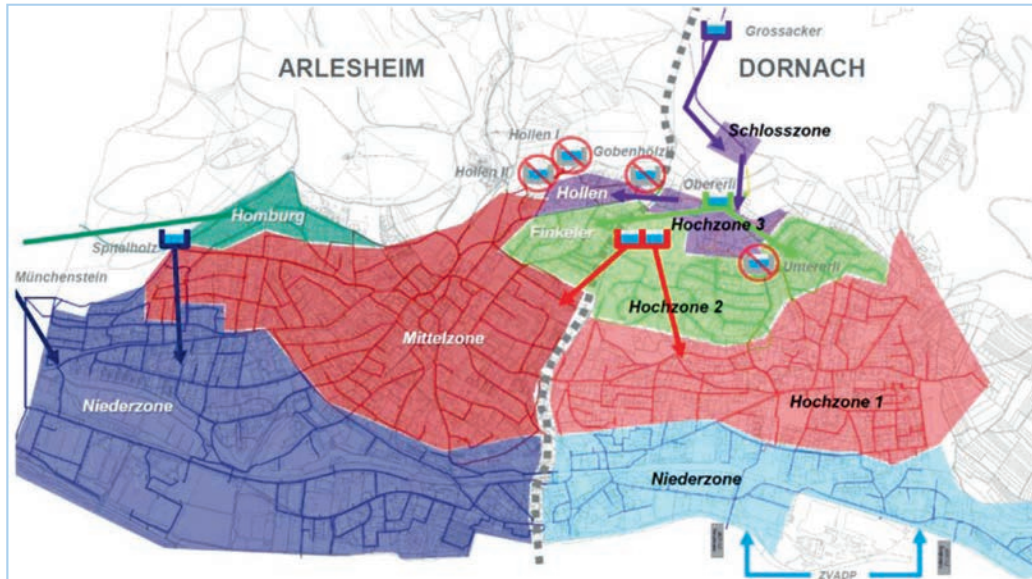 Grossacker
ARLESHEIM
DORNACH
Schlosszone
Hollen I
Gobenhölzli
Hollen II
Obererli
Hollen
Homburg
Hochzone 3
Finkeler
Spitalholz
Untererli
Münchenstein
Hochzone 2
Mittelzone
Niederzone
Hochzone 1
Niederzone
ZVADP